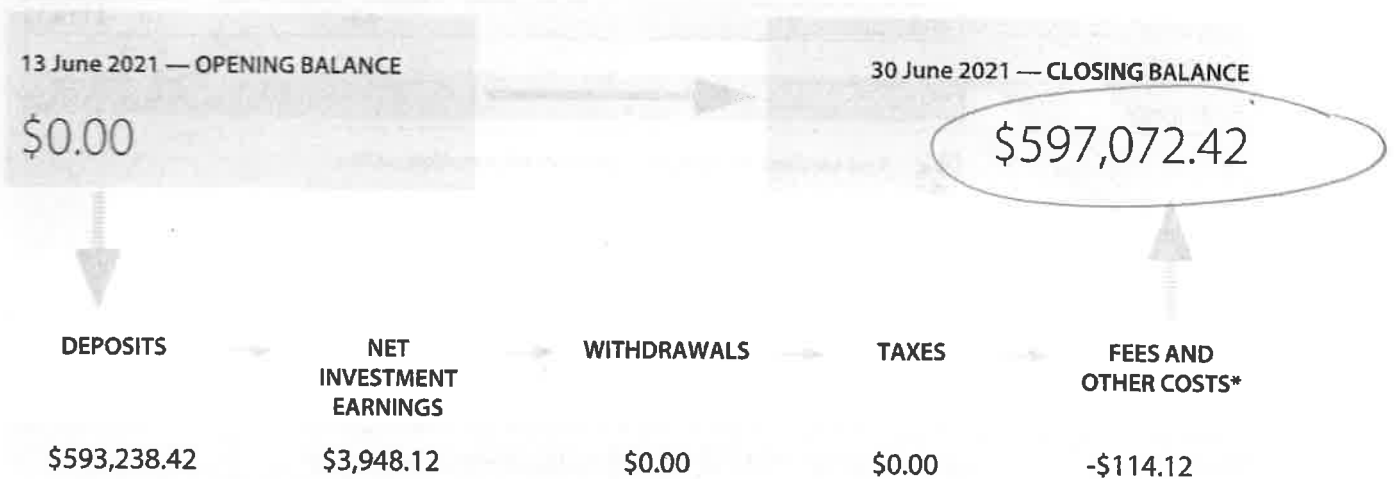 13 June 2021 — OPENING BALANCE
$0.00
30 June 2021 — CLOSING BALANCE
$597,072.42
DEPOSITS
$593,238.42
NET
INVESTMENT
EARNINGS
$3,948.12
WITHDRAWALS
$0.00
TAXES
$0.00
FEES AND
OTHER COSTS*
-$114.12